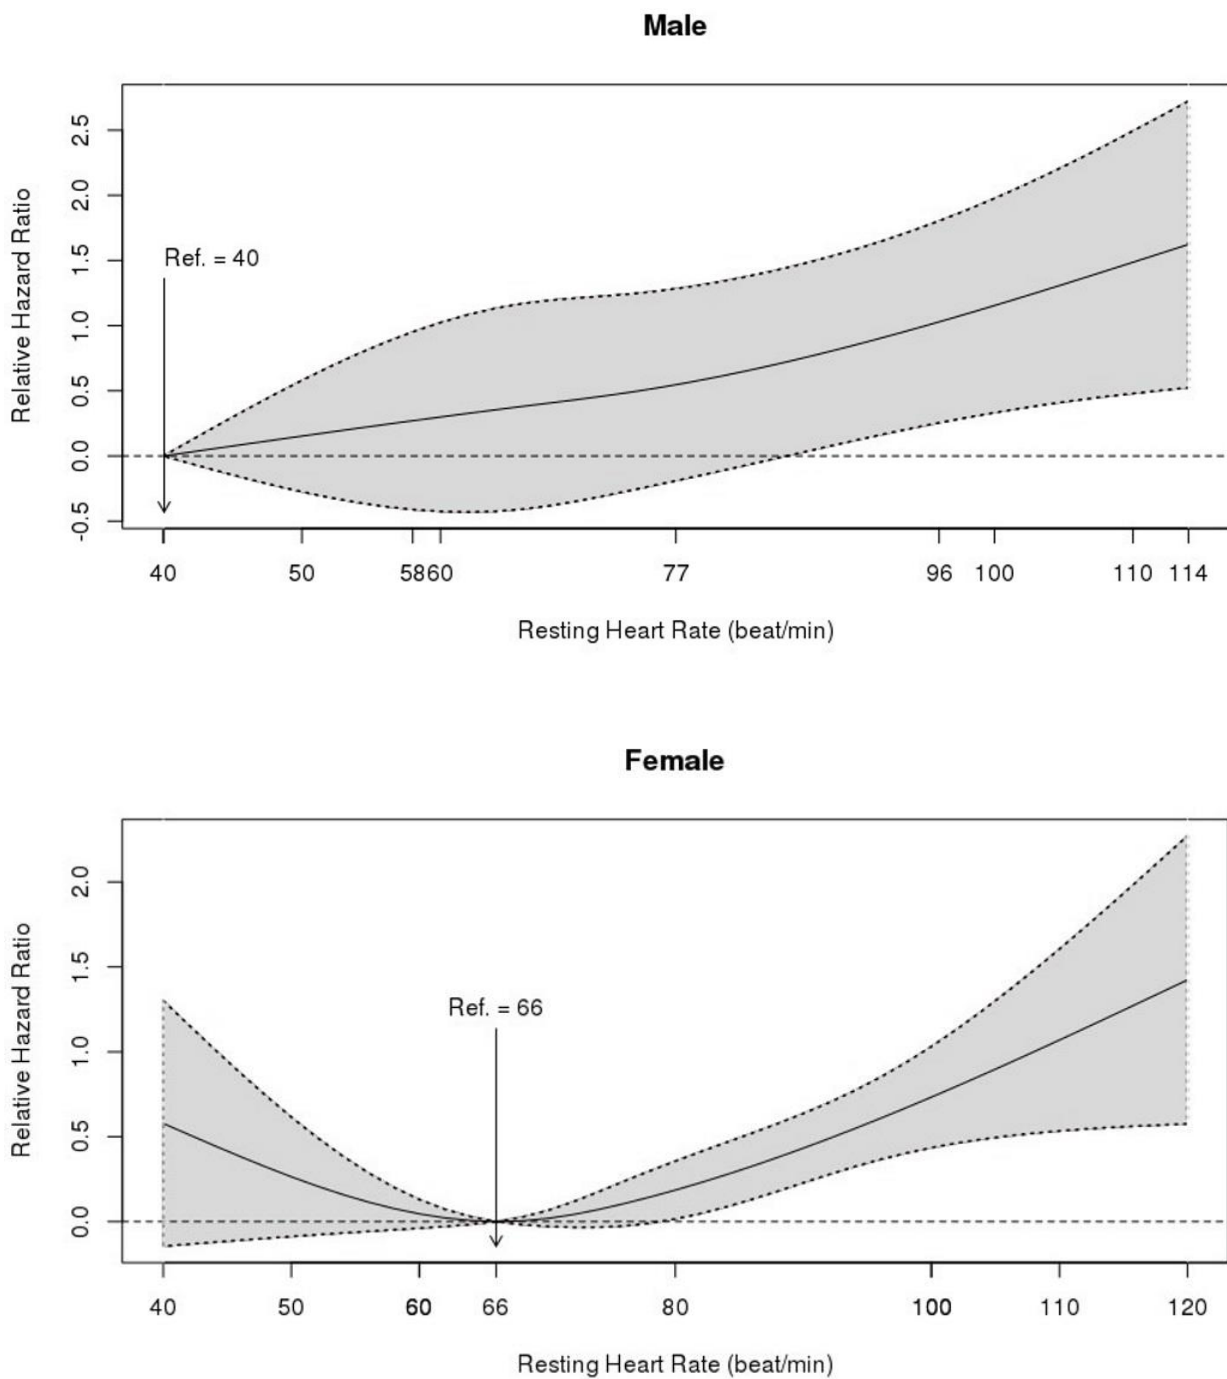 Male
Relative Hazard Ratio
2.5
2.0
1.5
1.0
0.5
0.0
-0.5
Ref. = 40
40 50 58 60 77 96 100 110 114
Resting Heart Rate (beat/min)
Female
Relative Hazard Ratio
2.0
1.5
1.0
0.5
0.0
Ref. = 66
40 50 60 66 80 100 110 120
Resting Heart Rate (beat/min)